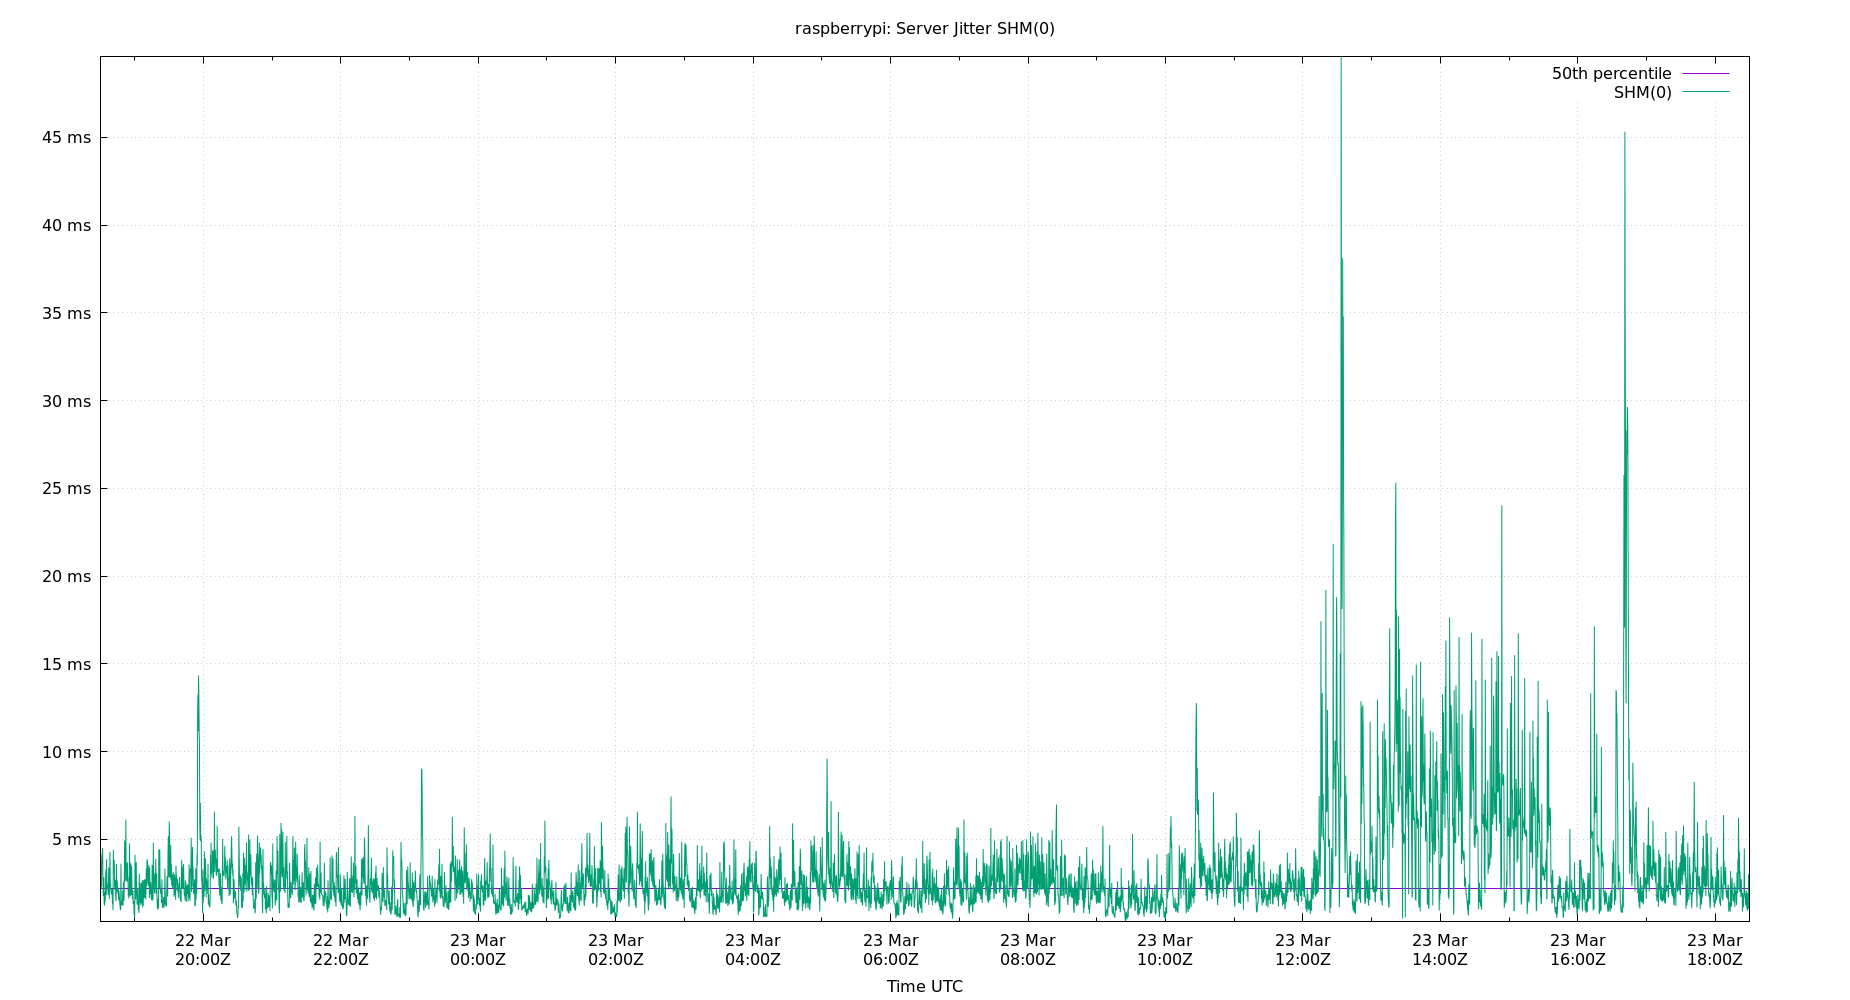 raspberrypi: Server Jitter SHM(0)
50th percentile
SHM(0)
45 ms
40 ms
35 ms
30 ms
25 ms
20 ms
15 ms
10 ms
5 ms
22 Mar 22 Mar 23 Mar 23 Mar 23 Mar 23 Mar 23 Mar 23 Mar 23 Mar 23 Mar 23 Mar 23 Mar
20:00Z 22:00Z 00:00Z 02:00Z 04:00Z 06:00Z 08:00Z 10:00Z 12:00Z 14:00Z 16:00Z 18:00Z
Time UTC